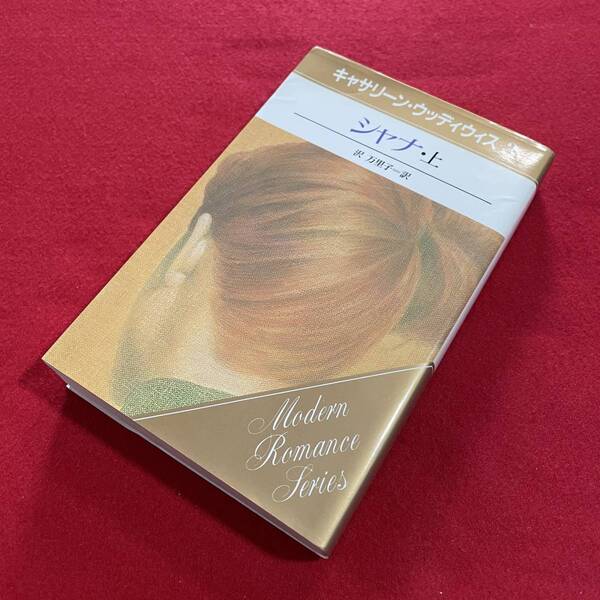 キャサリーン・ウッディウィス
シャナ・上
沢 万里子＝訳
Modern
Romance
Series